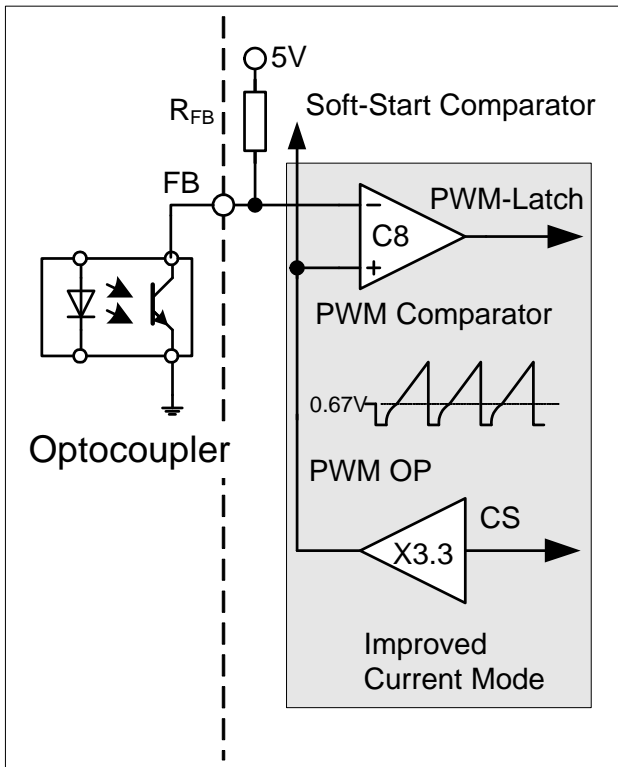 5V
RFB
Soft-Start Comparator
FB
PWM-Latch
−
C8
+
PWM Comparator
0.67V
Optocoupler
PWM OP
CS
X3.3
Improved
Current Mode